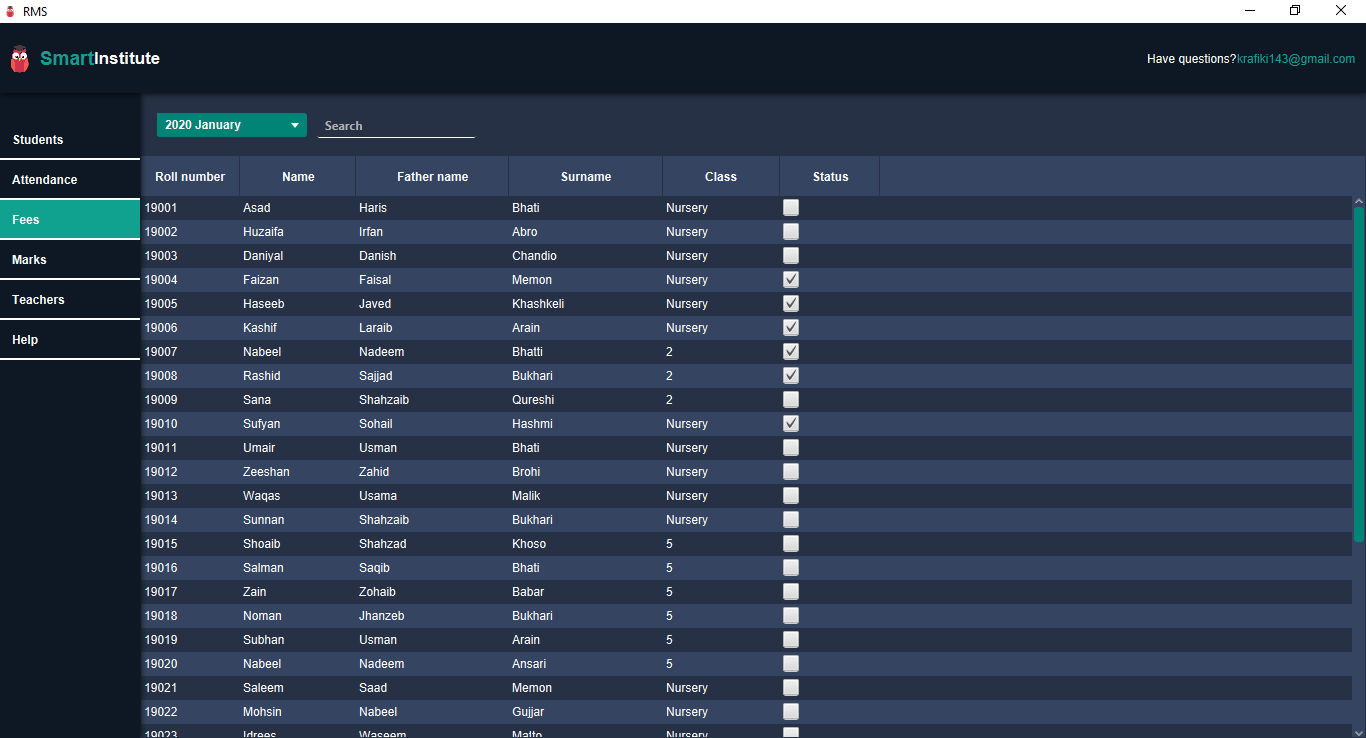 RMS
SmartInstitute
Have questions?krafiki143@gmail.com
Students
Attendance
Fees
Marks
Teachers
Help
2020 January Search
Roll number Name Father name Surname Class Status
19001 Asad Haris Bhati Nursery
19002 Huzaifa Irfan Abro Nursery
19003 Daniyal Danish Chandio Nursery
19004 Faizan Faisal Memon Nursery
19005 Haseeb Javed Khashkeli Nursery
19006 Kashif Laraib Arain Nursery
19007 Nabeel Nadeem Bhatti 2
19008 Rashid Sajjad Bukhari 2
19009 Sana Shahzaib Qureshi 2
19010 Sufyan Sohail Hashmi Nursery
19011 Umair Usman Bhati Nursery
19012 Zeeshan Zahid Brohi Nursery
19013 Waqas Usama Malik Nursery
19014 Sunnan Shahzaib Bukhari Nursery
19015 Shoaib Shahzad Khoso 5
19016 Salman Saqib Bhati 5
19017 Zain Zohaib Babar 5
19018 Noman Jhanzeb Bukhari 5
19019 Subhan Usman Arain 5
19020 Nabeel Nadeem Ansari 5
19021 Saleem Saad Memon Nursery
19022 Mohsin Nabeel Gujjar Nursery
19023 Idrees Waseem Matto Nursery